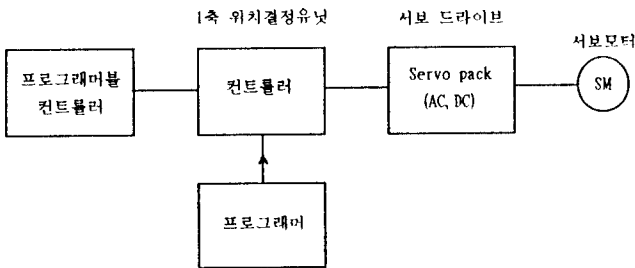 1축 위치결정유닛
서보 드라이브
서보모터
프로그래머블
컨트롤러
컨트롤러
Servo pack
(AC, DC)
SM
프로그래머